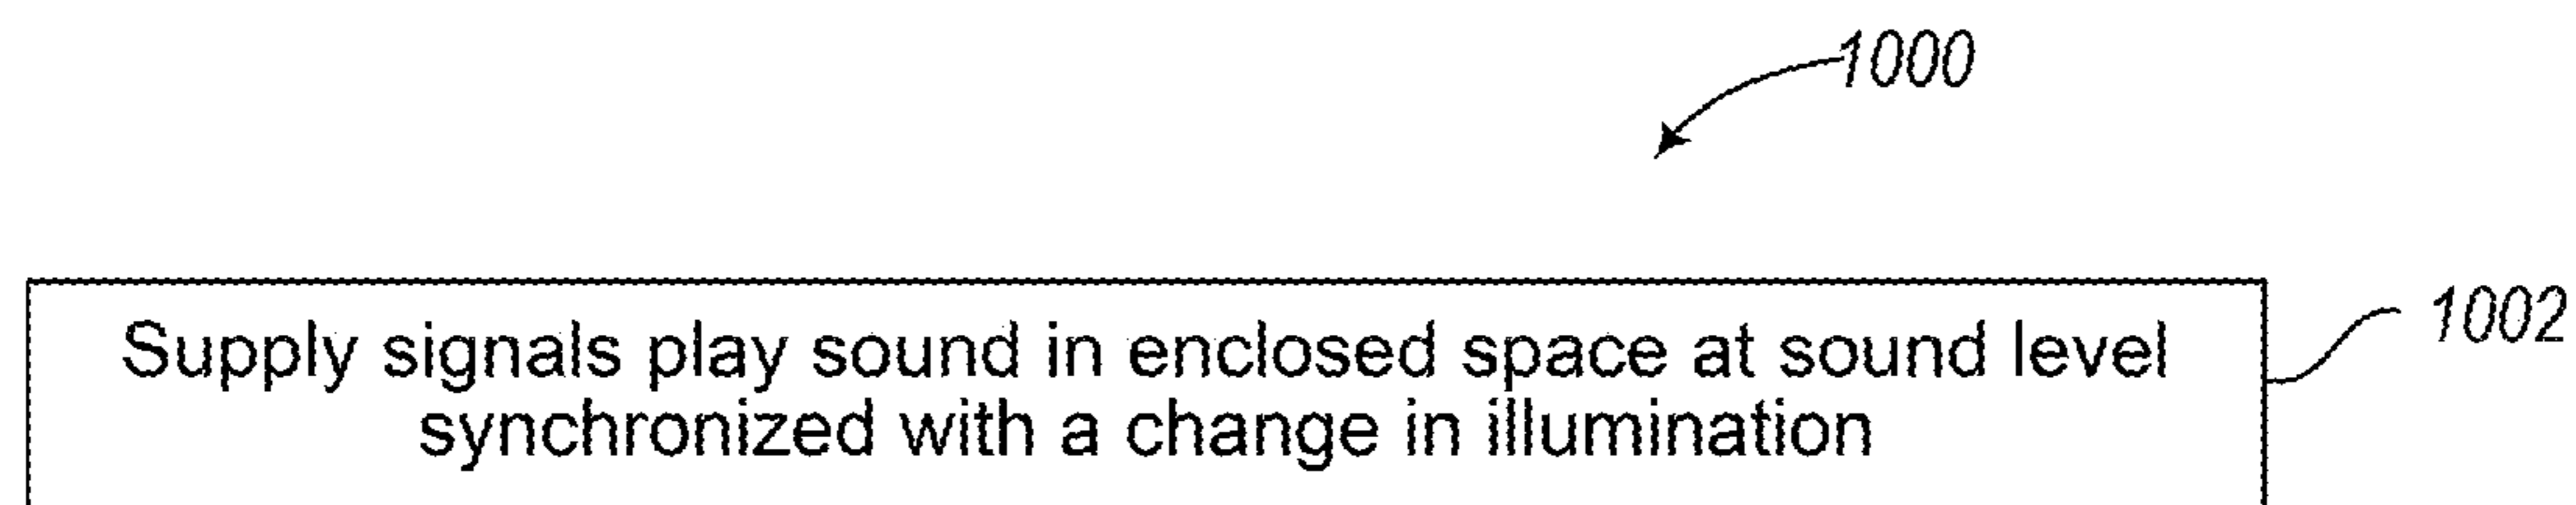 1000
Supply signals play sound in enclosed space at sound level
1002
synchronized with a change in illumination